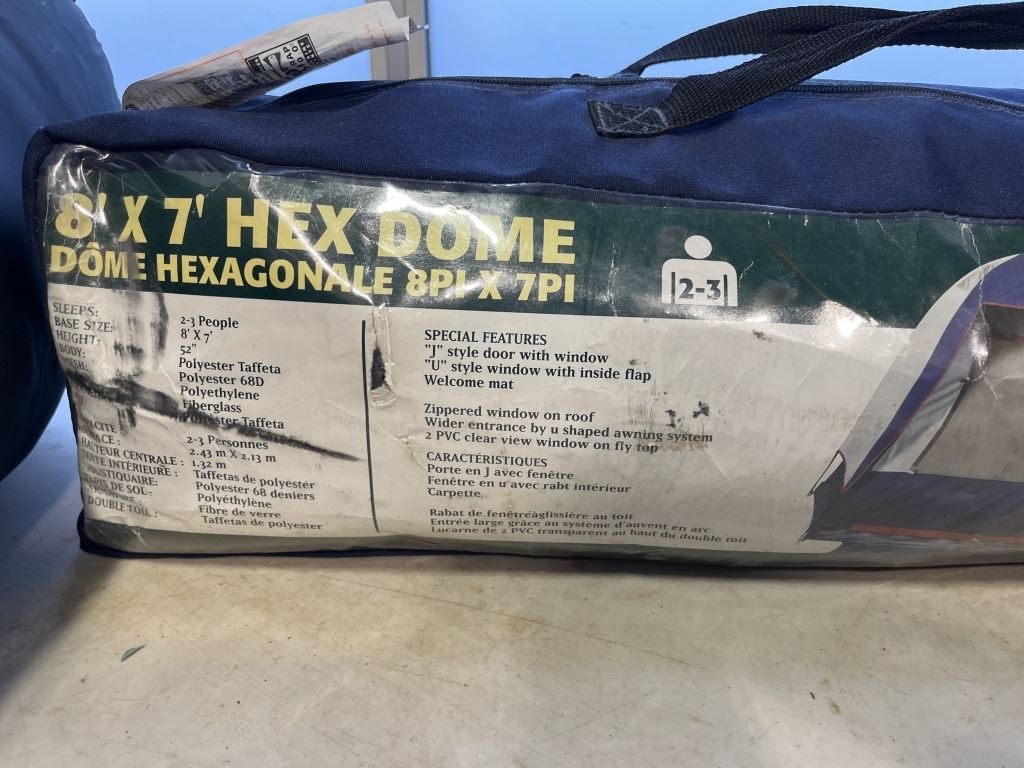 8' X 7' HEX DOME
DÔME HEXAGONALE 8PI X 7PI
2-3
SLEEPS: 2-3 People
BASE SIZE: 8' X 7'
HEIGHT: 52"
BODY: Polyester Taffeta
Polyester 68D
Polyethylene
Fiberglass
Polyester Taffeta
2-3 Personnes
2.43 m X 2.13 m
HAUTEUR CENTRALE : 1.32 m
INTÉRIEURE : Taffetas de polyester
Polyester 68 deniers
DE SOL : Polyéthylène
Fibre de verre
DOUBLE TOIL : Taffetas de polyester
SPECIAL FEATURES
"J" style door with window
"U" style window with inside flap
Welcome mat
Zippered window on roof
Wider entrance by u shaped awning system
2 PVC clear view window on fly top
CARACTÉRISTIQUES
Porte en J avec fenêtre
Fenêtre en u avec rabt intérieur
Carpette
Rabat de fenêtreàglissière au toit
Entrée large grâce au systeme d'auvent en arc
Lucarne de 2 PVC transparent au haut du double toit